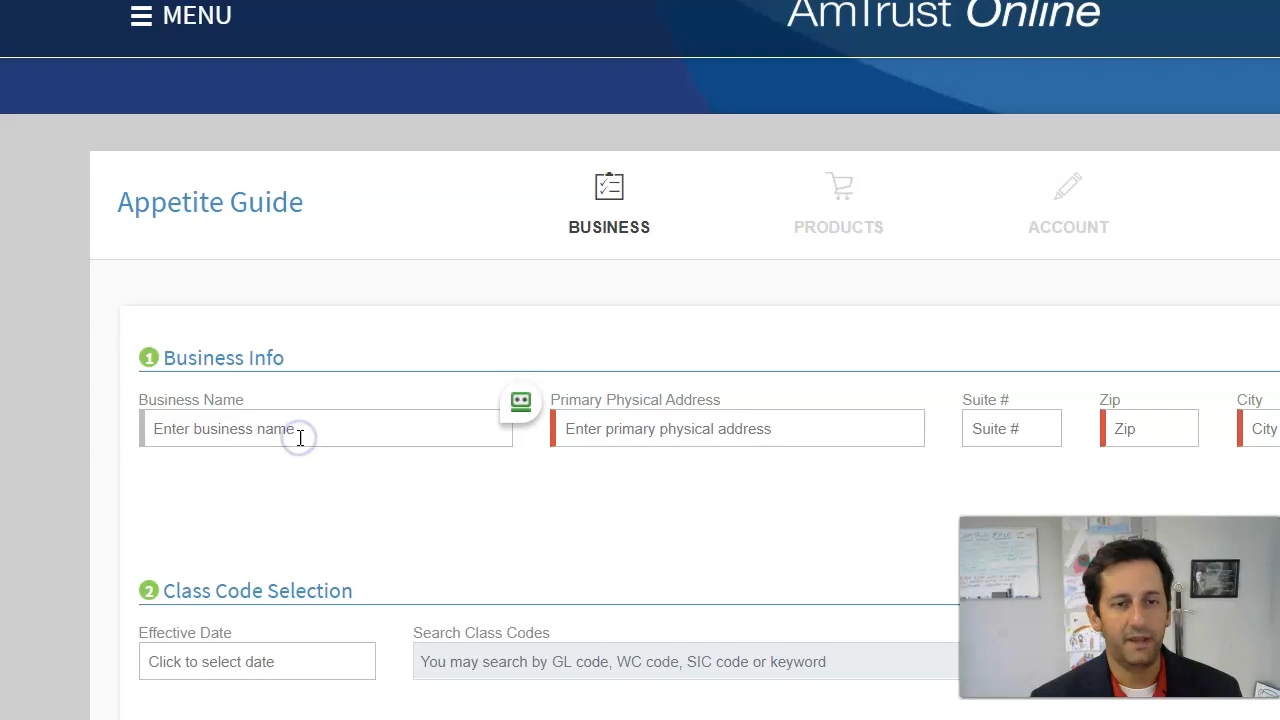 MENU
AmTrust Online
Appetite Guide
BUSINESS
PRODUCTS
ACCOUNT
1 Business Info
Business Name
Primary Physical Address
Suite #
Zip
City
Enter business name
Enter primary physical address
Suite #
Zip
City
2 Class Code Selection
Effective Date
Search Class Codes
Click to select date
You may search by GL code, WC code, SIC code or keyword